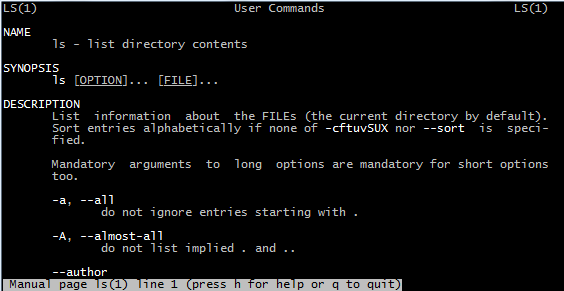 LS(1) User Commands LS(1)
NAME
ls - list directory contents
SYNOPSIS
ls [OPTION]... [FILE]...
DESCRIPTION
List information about the FILEs (the current directory by default).
Sort entries alphabetically if none of -cftuvSUX nor --sort is speci-
fied.
Mandatory arguments to long options are mandatory for short options
too.
-a, --all
do not ignore entries starting with .
-A, --almost-all
do not list implied . and ..
--author
Manual page ls(1) line 1 (press h for help or q to quit)